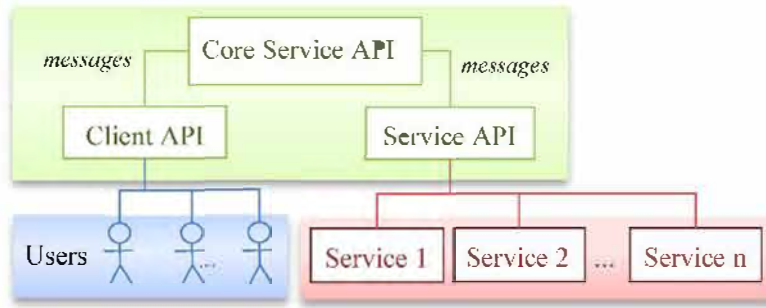 Core Service API
messages
messages
Client API
Service API
Users
...
Service 1
Service 2
...
Service n